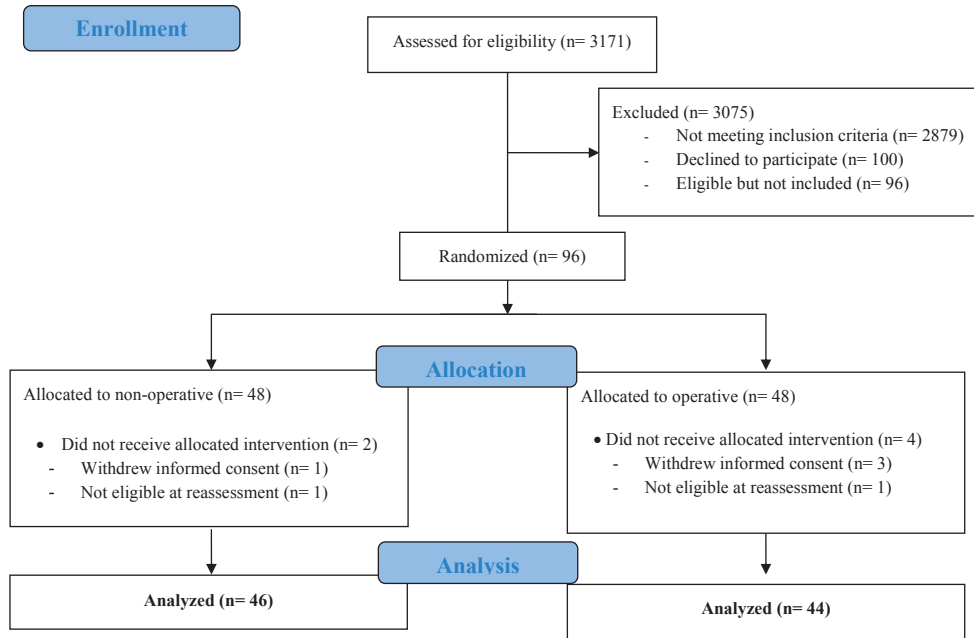 Enrollment
Assessed for eligibility (n= 3171)
Excluded (n= 3075)
- Not meeting inclusion criteria (n= 2879)
- Declined to participate (n= 100)
- Eligible but not included (n= 96)
Randomized (n= 96)
Allocation
Allocated to non-operative (n= 48)
• Did not receive allocated intervention (n= 2)
- Withdrew informed consent (n= 1)
- Not eligible at reassessment (n= 1)
Allocated to operative (n= 48)
• Did not receive allocated intervention (n= 4)
- Withdrew informed consent (n= 3)
- Not eligible at reassessment (n= 1)
Analysis
Analyzed (n= 46)
Analyzed (n= 44)